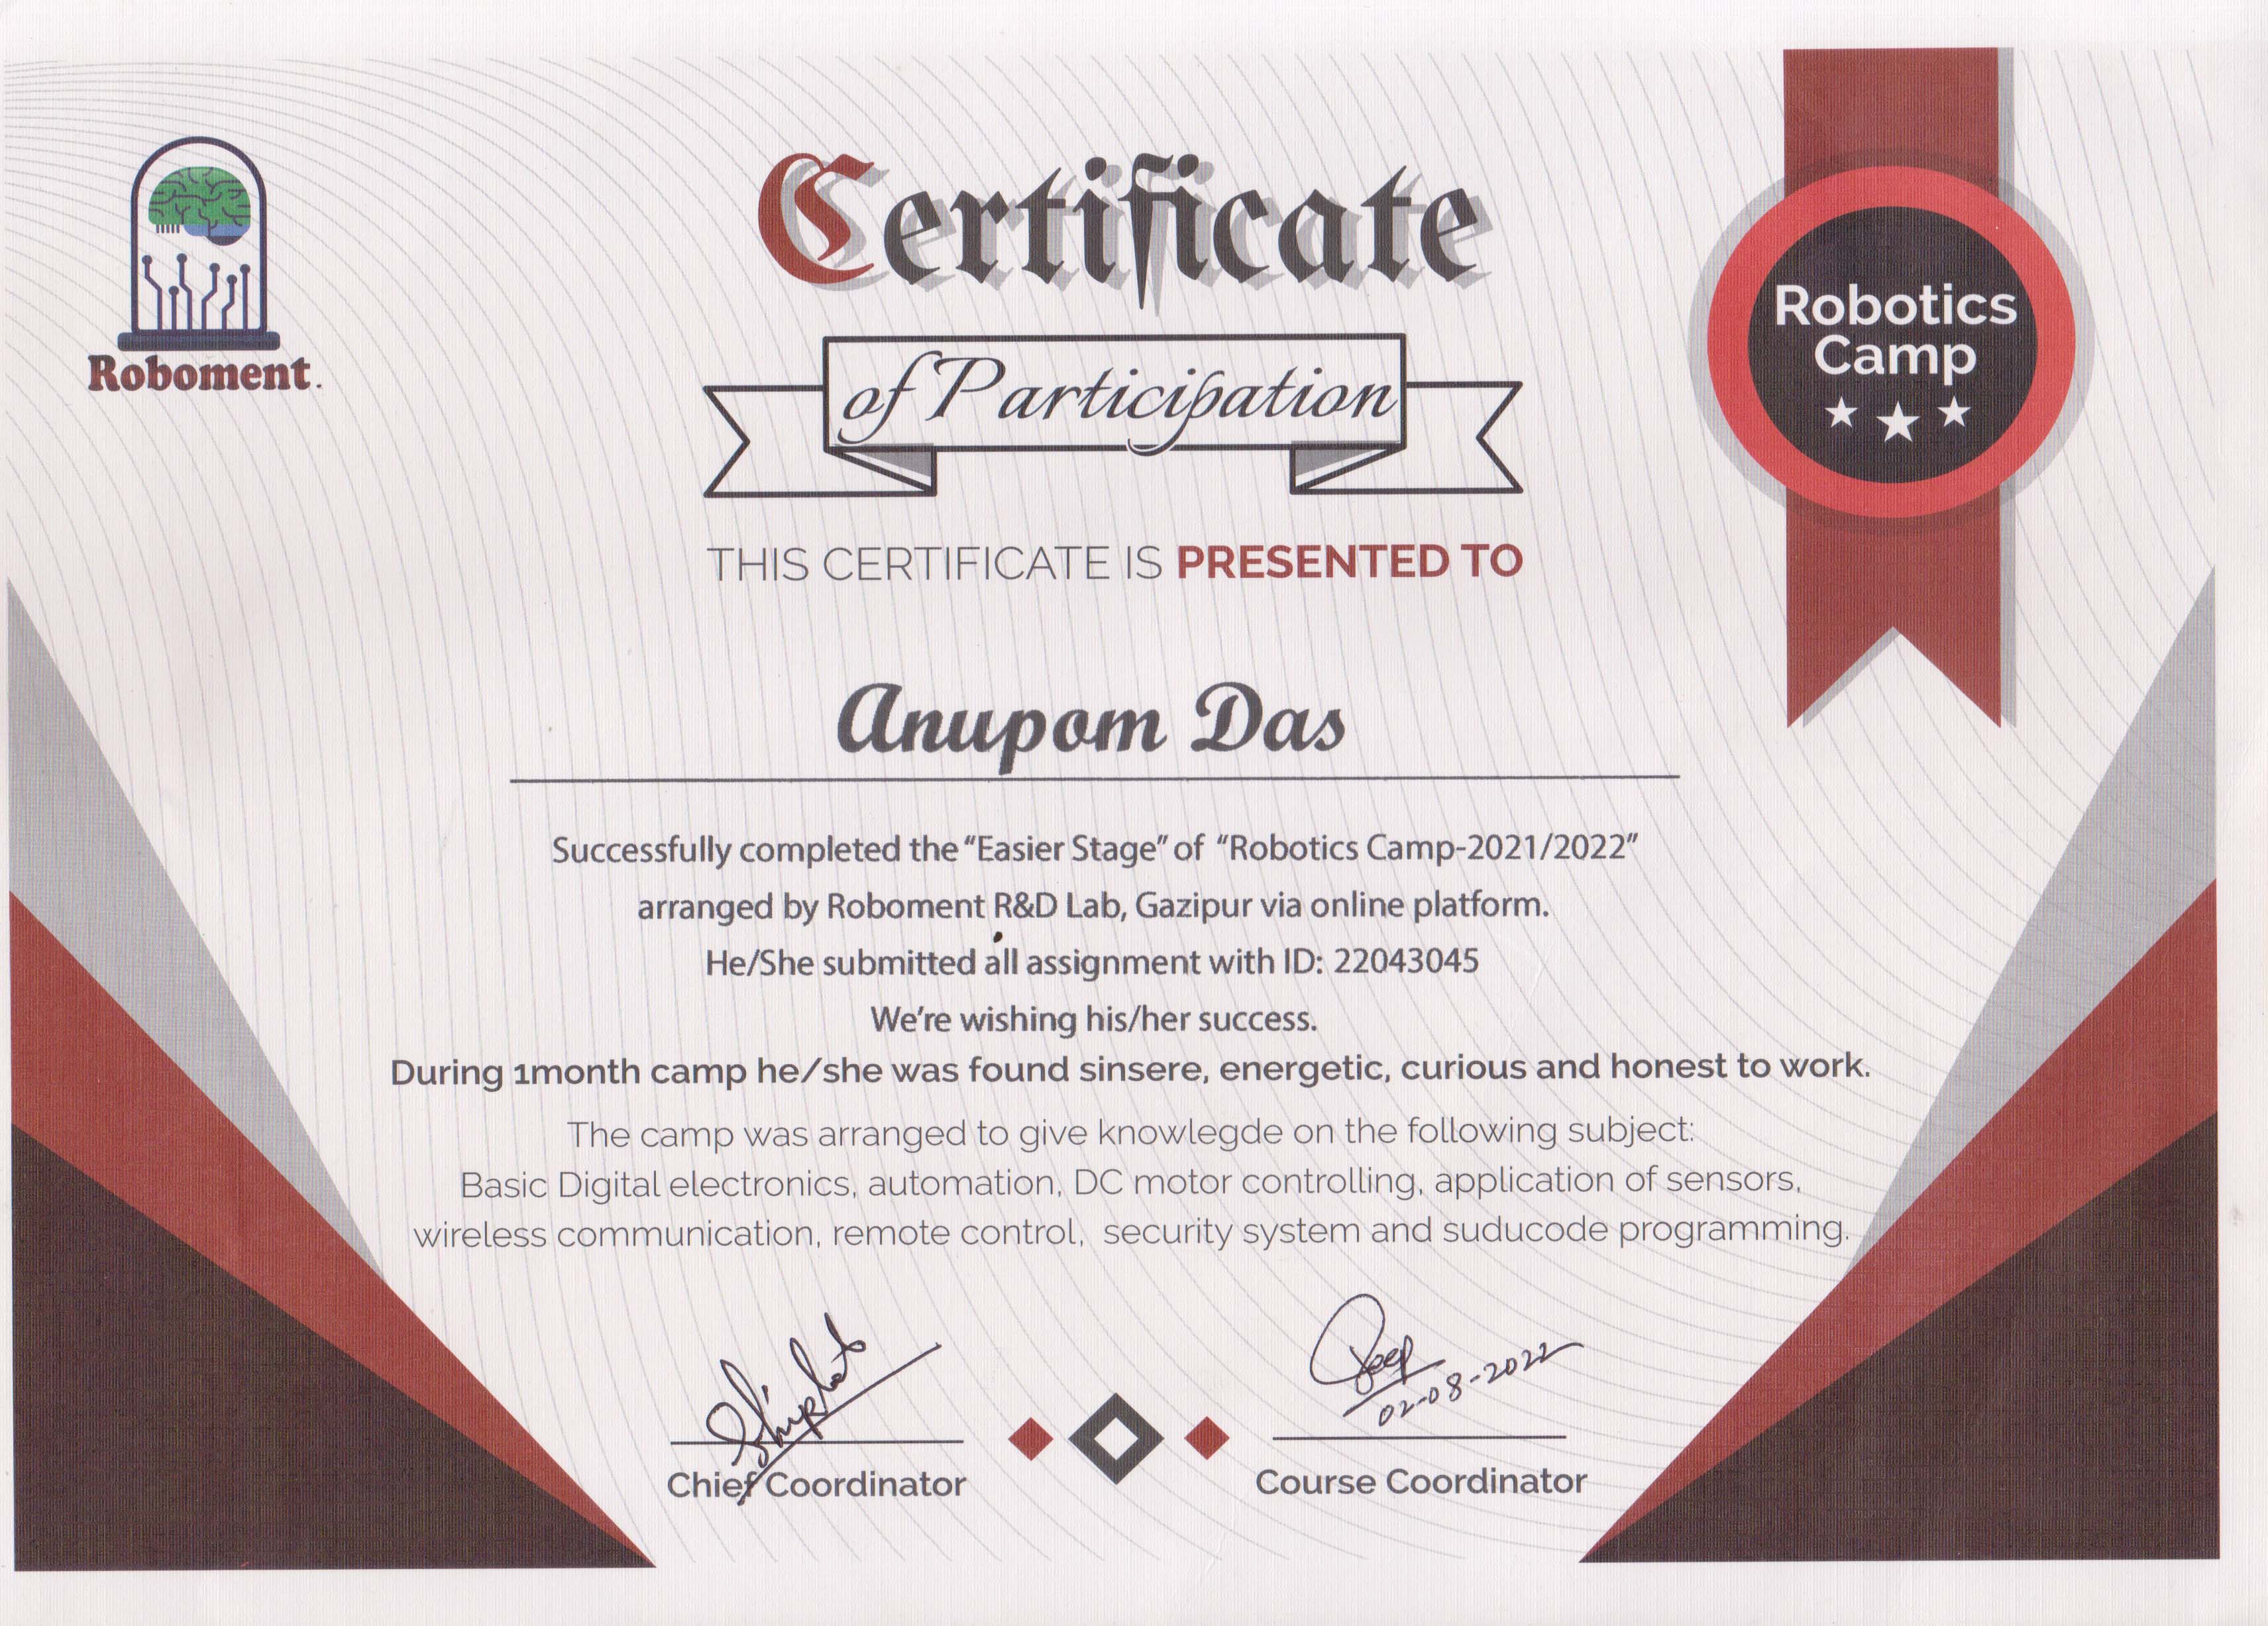 Roboment.
Certificate
of Participation
Robotics
Camp
THIS CERTIFICATE IS PRESENTED TO
Anupom Das
Successfully completed the “Easier Stage” of “Robotics Camp-2021/2022”
arranged by Roboment R&D Lab, Gazipur via online platform.
He/She submitted all assignment with ID: 22043045
We’re wishing his/her success.
During 1month camp he/she was found sinsere, energetic, curious and honest to work.
The camp was arranged to give knowlegde on the following subject:
Basic Digital electronics, automation, DC motor controlling, application of sensors,
wireless communication, remote control, security system and suducode programming.
02-08-2022
Chief Coordinator
Course Coordinator